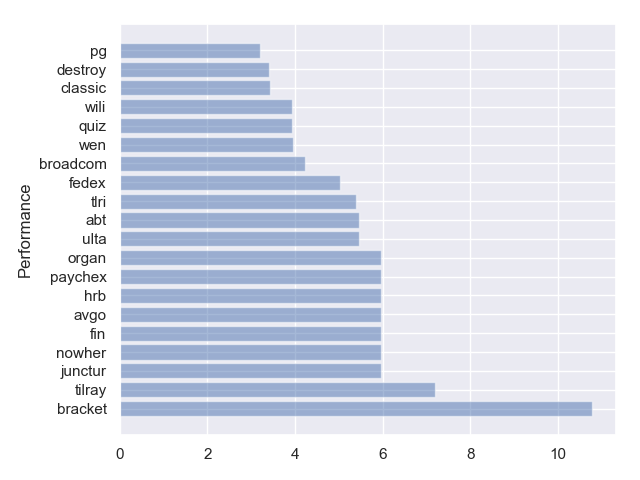 Performance
pg
destroy
classic
wili
quiz
wen
broadcom
fedex
tlri
abt
ulta
organ
paychex
hrb
avgo
fin
nowher
junctur
tilray
bracket
0 2 4 6 8 10